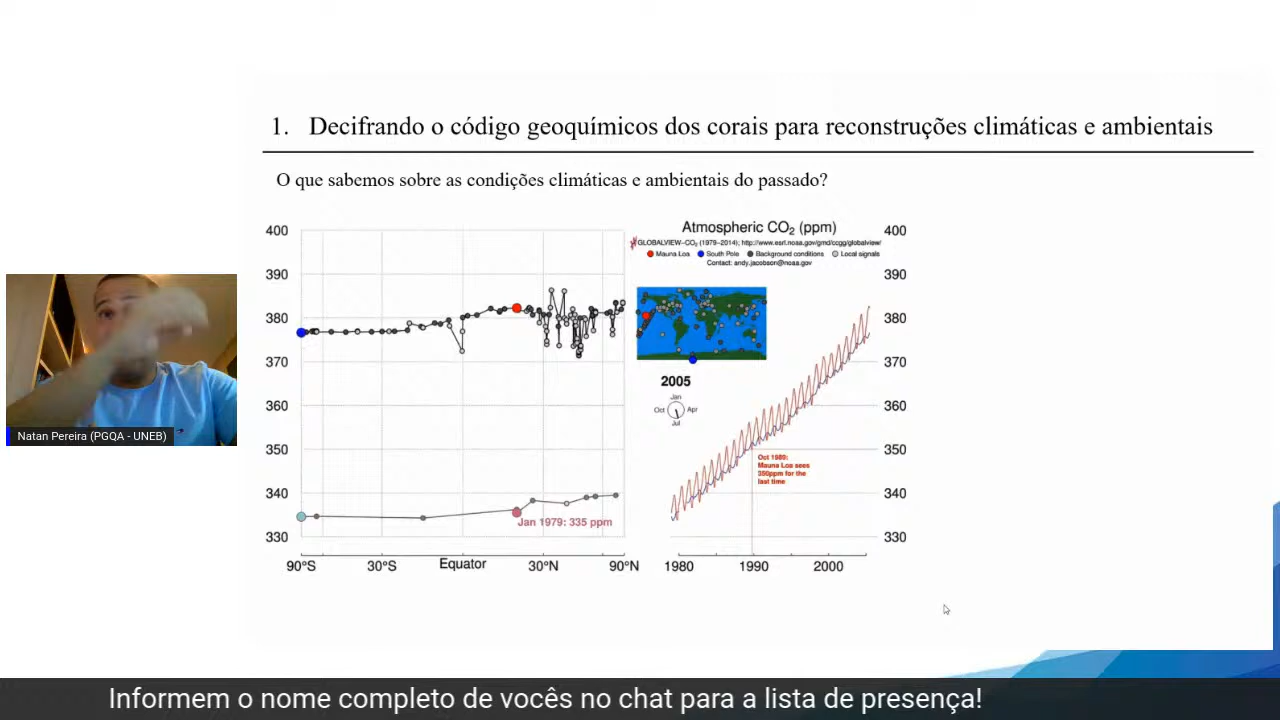 1. Decifrando o código geoquímicos dos corais para reconstruções climáticas e ambientais
O que sabemos sobre as condições climáticas e ambientais do passado?
Atmospheric CO₂ (ppm)
GLOBALVIEW-CO₂ (1979-2014); http://www.esrl.noaa.gov/gmd/ccgg/globalview/
Mauna Loa South Pole Background conditions Local signals
Contact: andy.jacobson@noaa.gov
400
390
380
370
360
350
340
330
400
390
380
370
360
350
340
330
2005
Jan
Oct Apr
Jul
Oct 1989:
Mauna Loa sees
350ppm for the
last time
Jan 1979: 335 ppm
90°S 30°S Equator 30°N 90°N
1980 1990 2000
Natan Pereira (PGQA - UNEB)
Informem o nome completo de vocês no chat para a lista de presença!